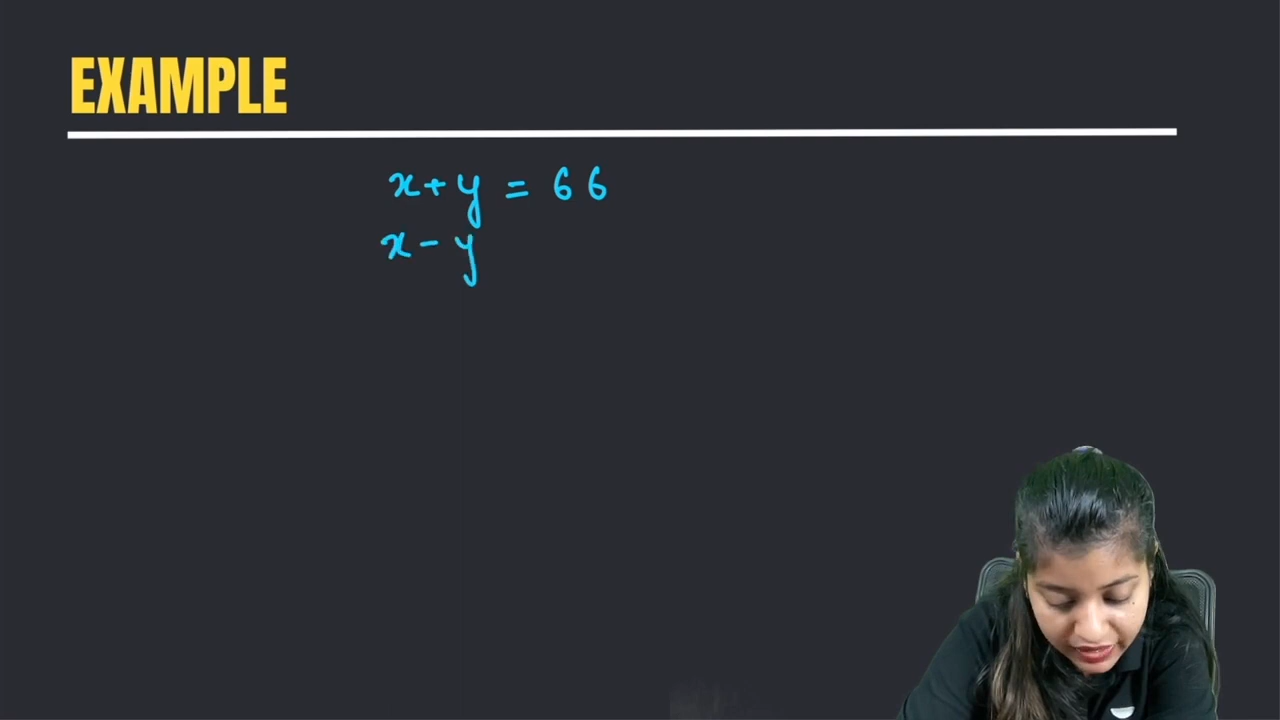 EXAMPLE
x + y = 66
x - y